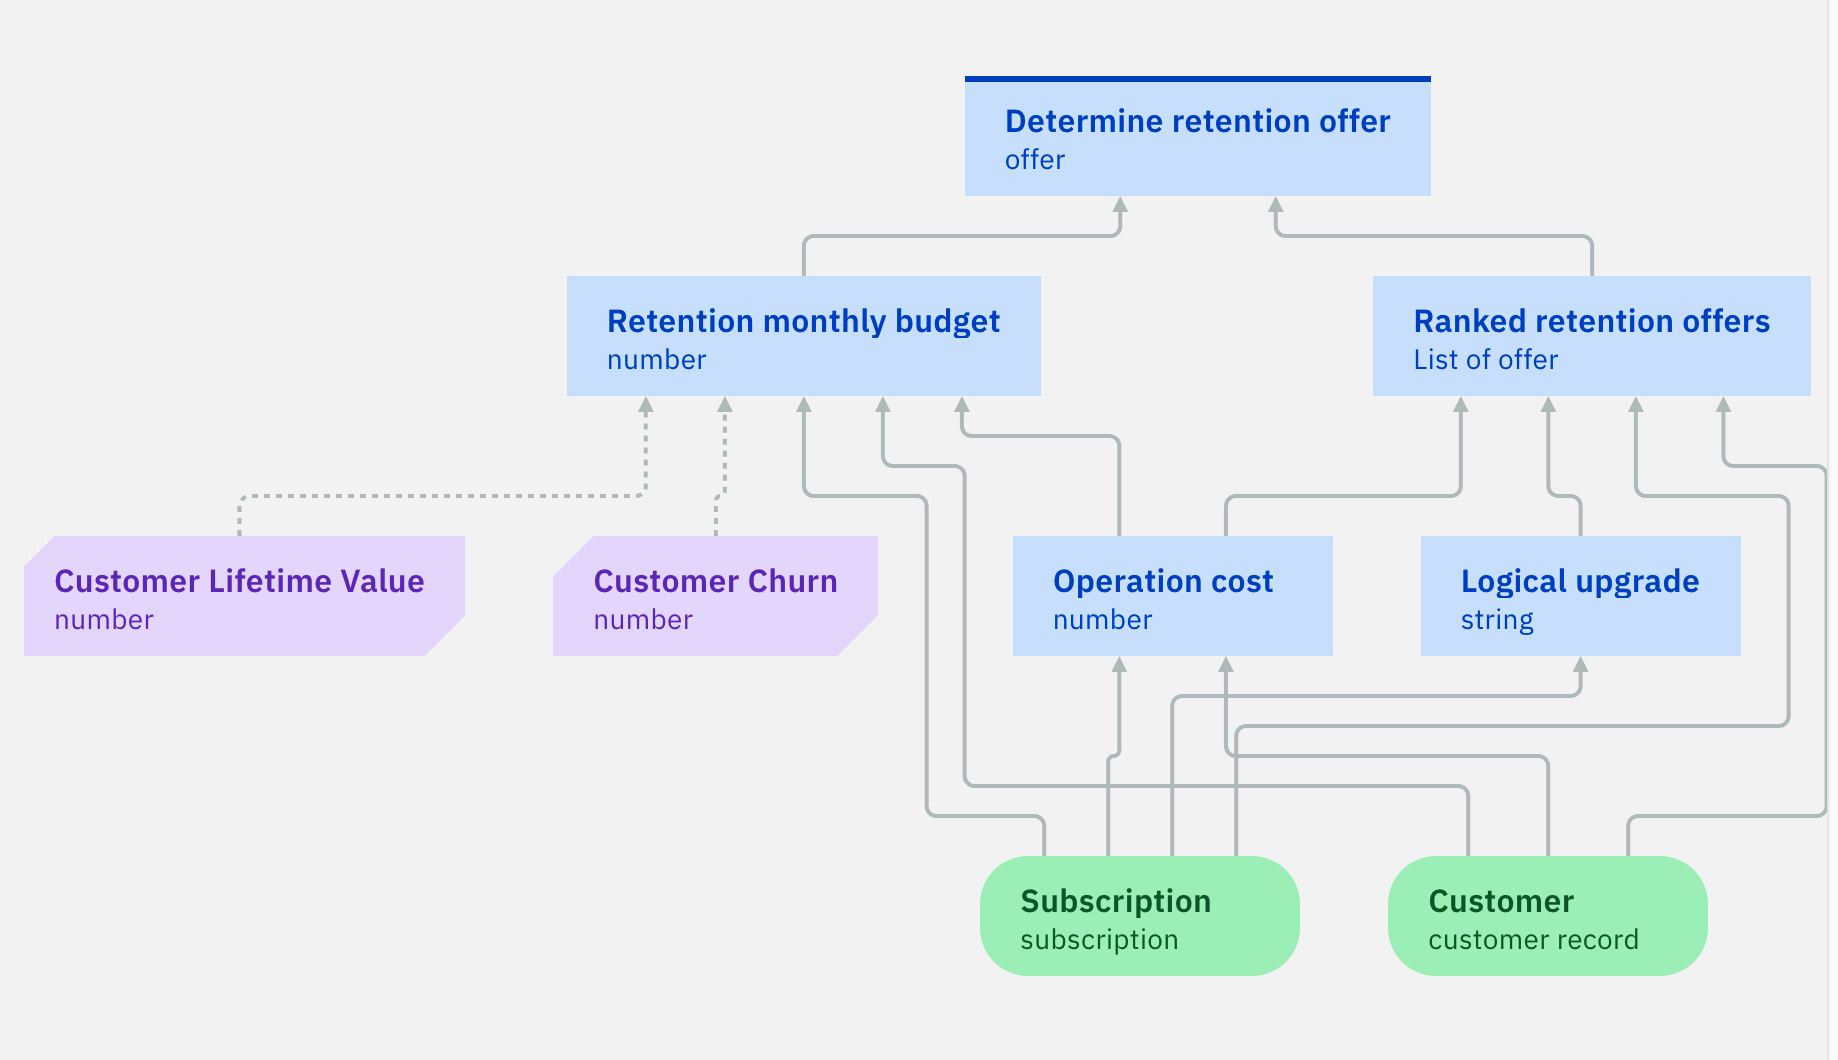 Determine retention offer
offer
Retention monthly budget
number
Ranked retention offers
List of offer
Customer Lifetime Value
number
Customer Churn
number
Operation cost
number
Logical upgrade
string
Subscription
subscription
Customer
customer record